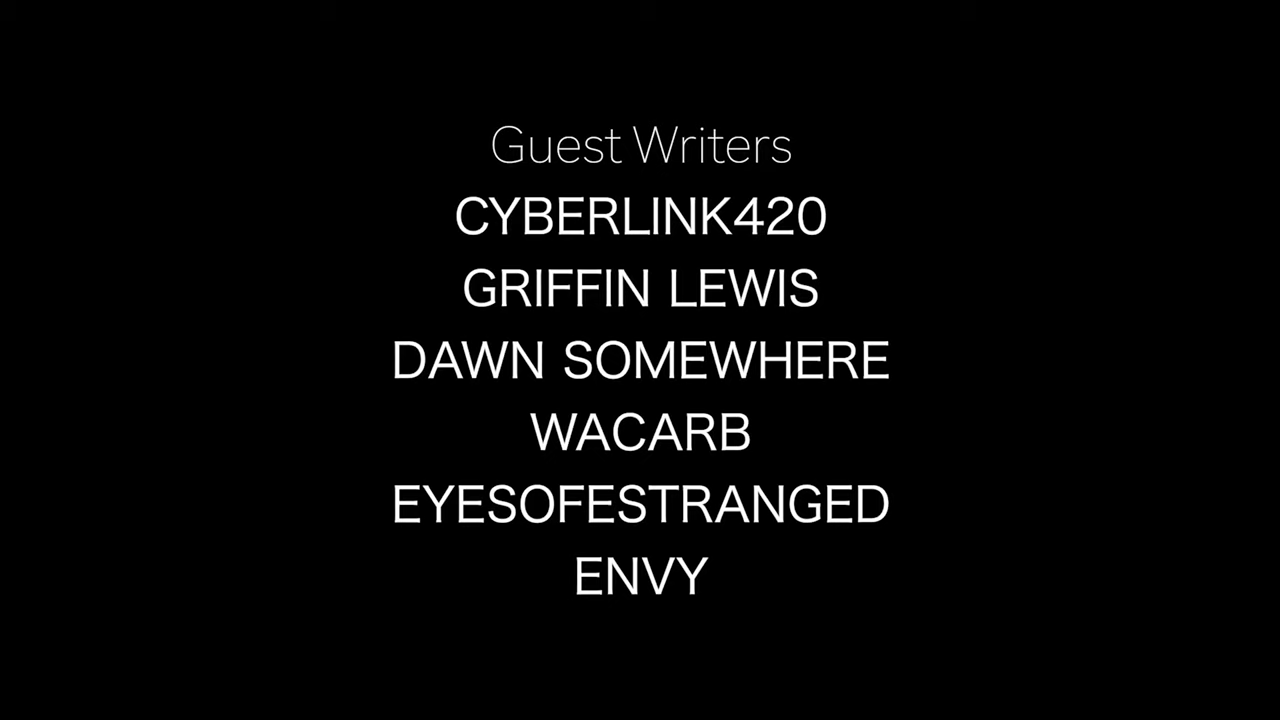 Guest Writers
CYBERLINK420
GRIFFIN LEWIS
DAWN SOMEWHERE
WACARB
EYESOFESTRANGED
ENVY